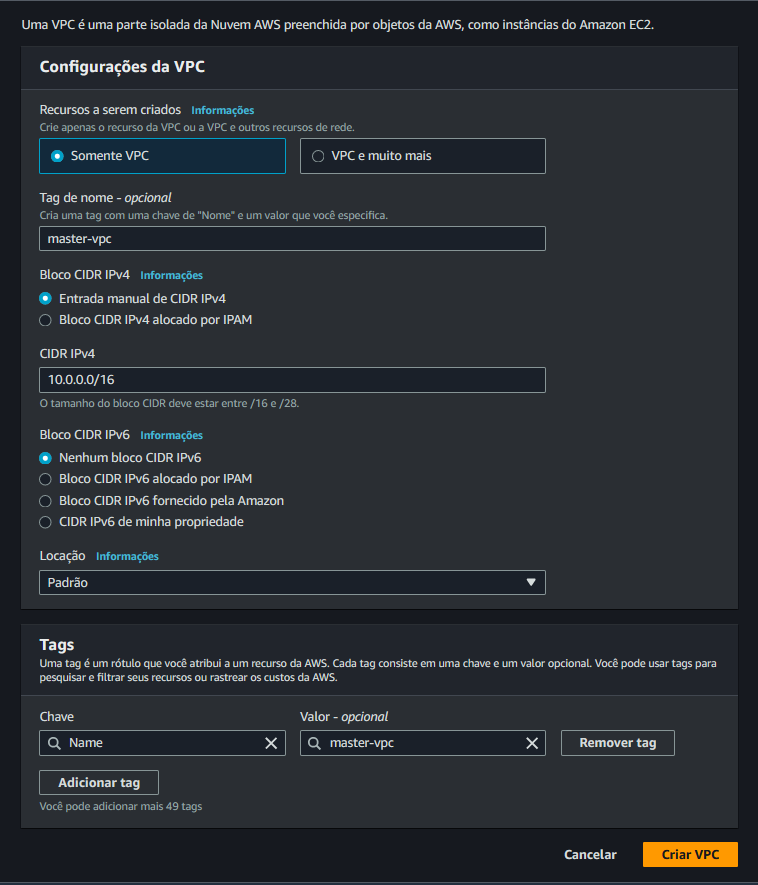 Uma VPC é uma parte isolada da Nuvem AWS preenchida por objetos da AWS, como instâncias do Amazon EC2.
Configurações da VPC
Recursos a serem criados Informações
Crie apenas o recurso da VPC ou a VPC e outros recursos de rede.
Somente VPC
VPC e muito mais
Tag de nome - opcional
Cria uma tag com uma chave de "Nome" e um valor que você especifica.
master-vpc
Bloco CIDR IPv4 Informações
Entrada manual de CIDR IPv4
Bloco CIDR IPv4 alocado por IPAM
CIDR IPv4
10.0.0.0/16
O tamanho do bloco CIDR deve estar entre /16 e /28.
Bloco CIDR IPv6 Informações
Nenhum bloco CIDR IPv6
Bloco CIDR IPv6 alocado por IPAM
Bloco CIDR IPv6 fornecido pela Amazon
CIDR IPv6 de minha propriedade
Locação Informações
Padrão
Tags
Uma tag é um rótulo que você atribui a um recurso da AWS. Cada tag consiste em uma chave e um valor opcional. Você pode usar tags para
pesquisar e filtrar seus recursos ou rastrear os custos da AWS.
Chave
Valor - opcional
Name
master-vpc
Remover tag
Adicionar tag
Você pode adicionar mais 49 tags
Cancelar
Criar VPC